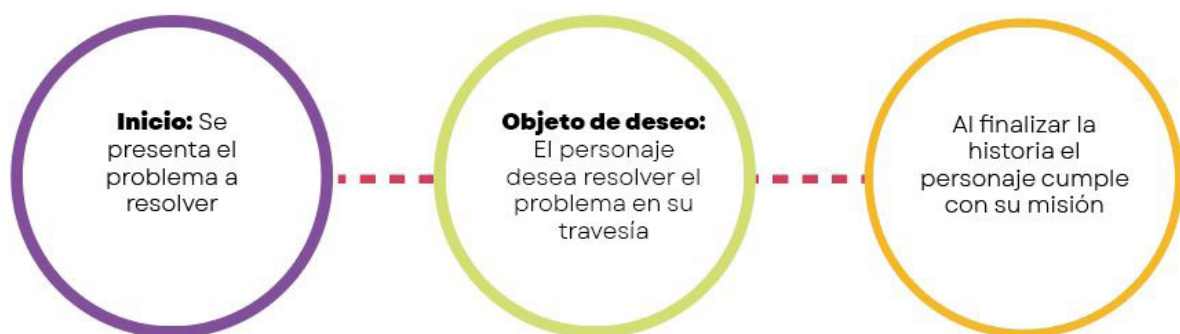 Inicio: Se
presenta el
problema a
resolver
Objeto de deseo:
El personaje
desea resolver el
problema en su
travesía
Al finalizar la
historia el
personaje cumple
con su misión